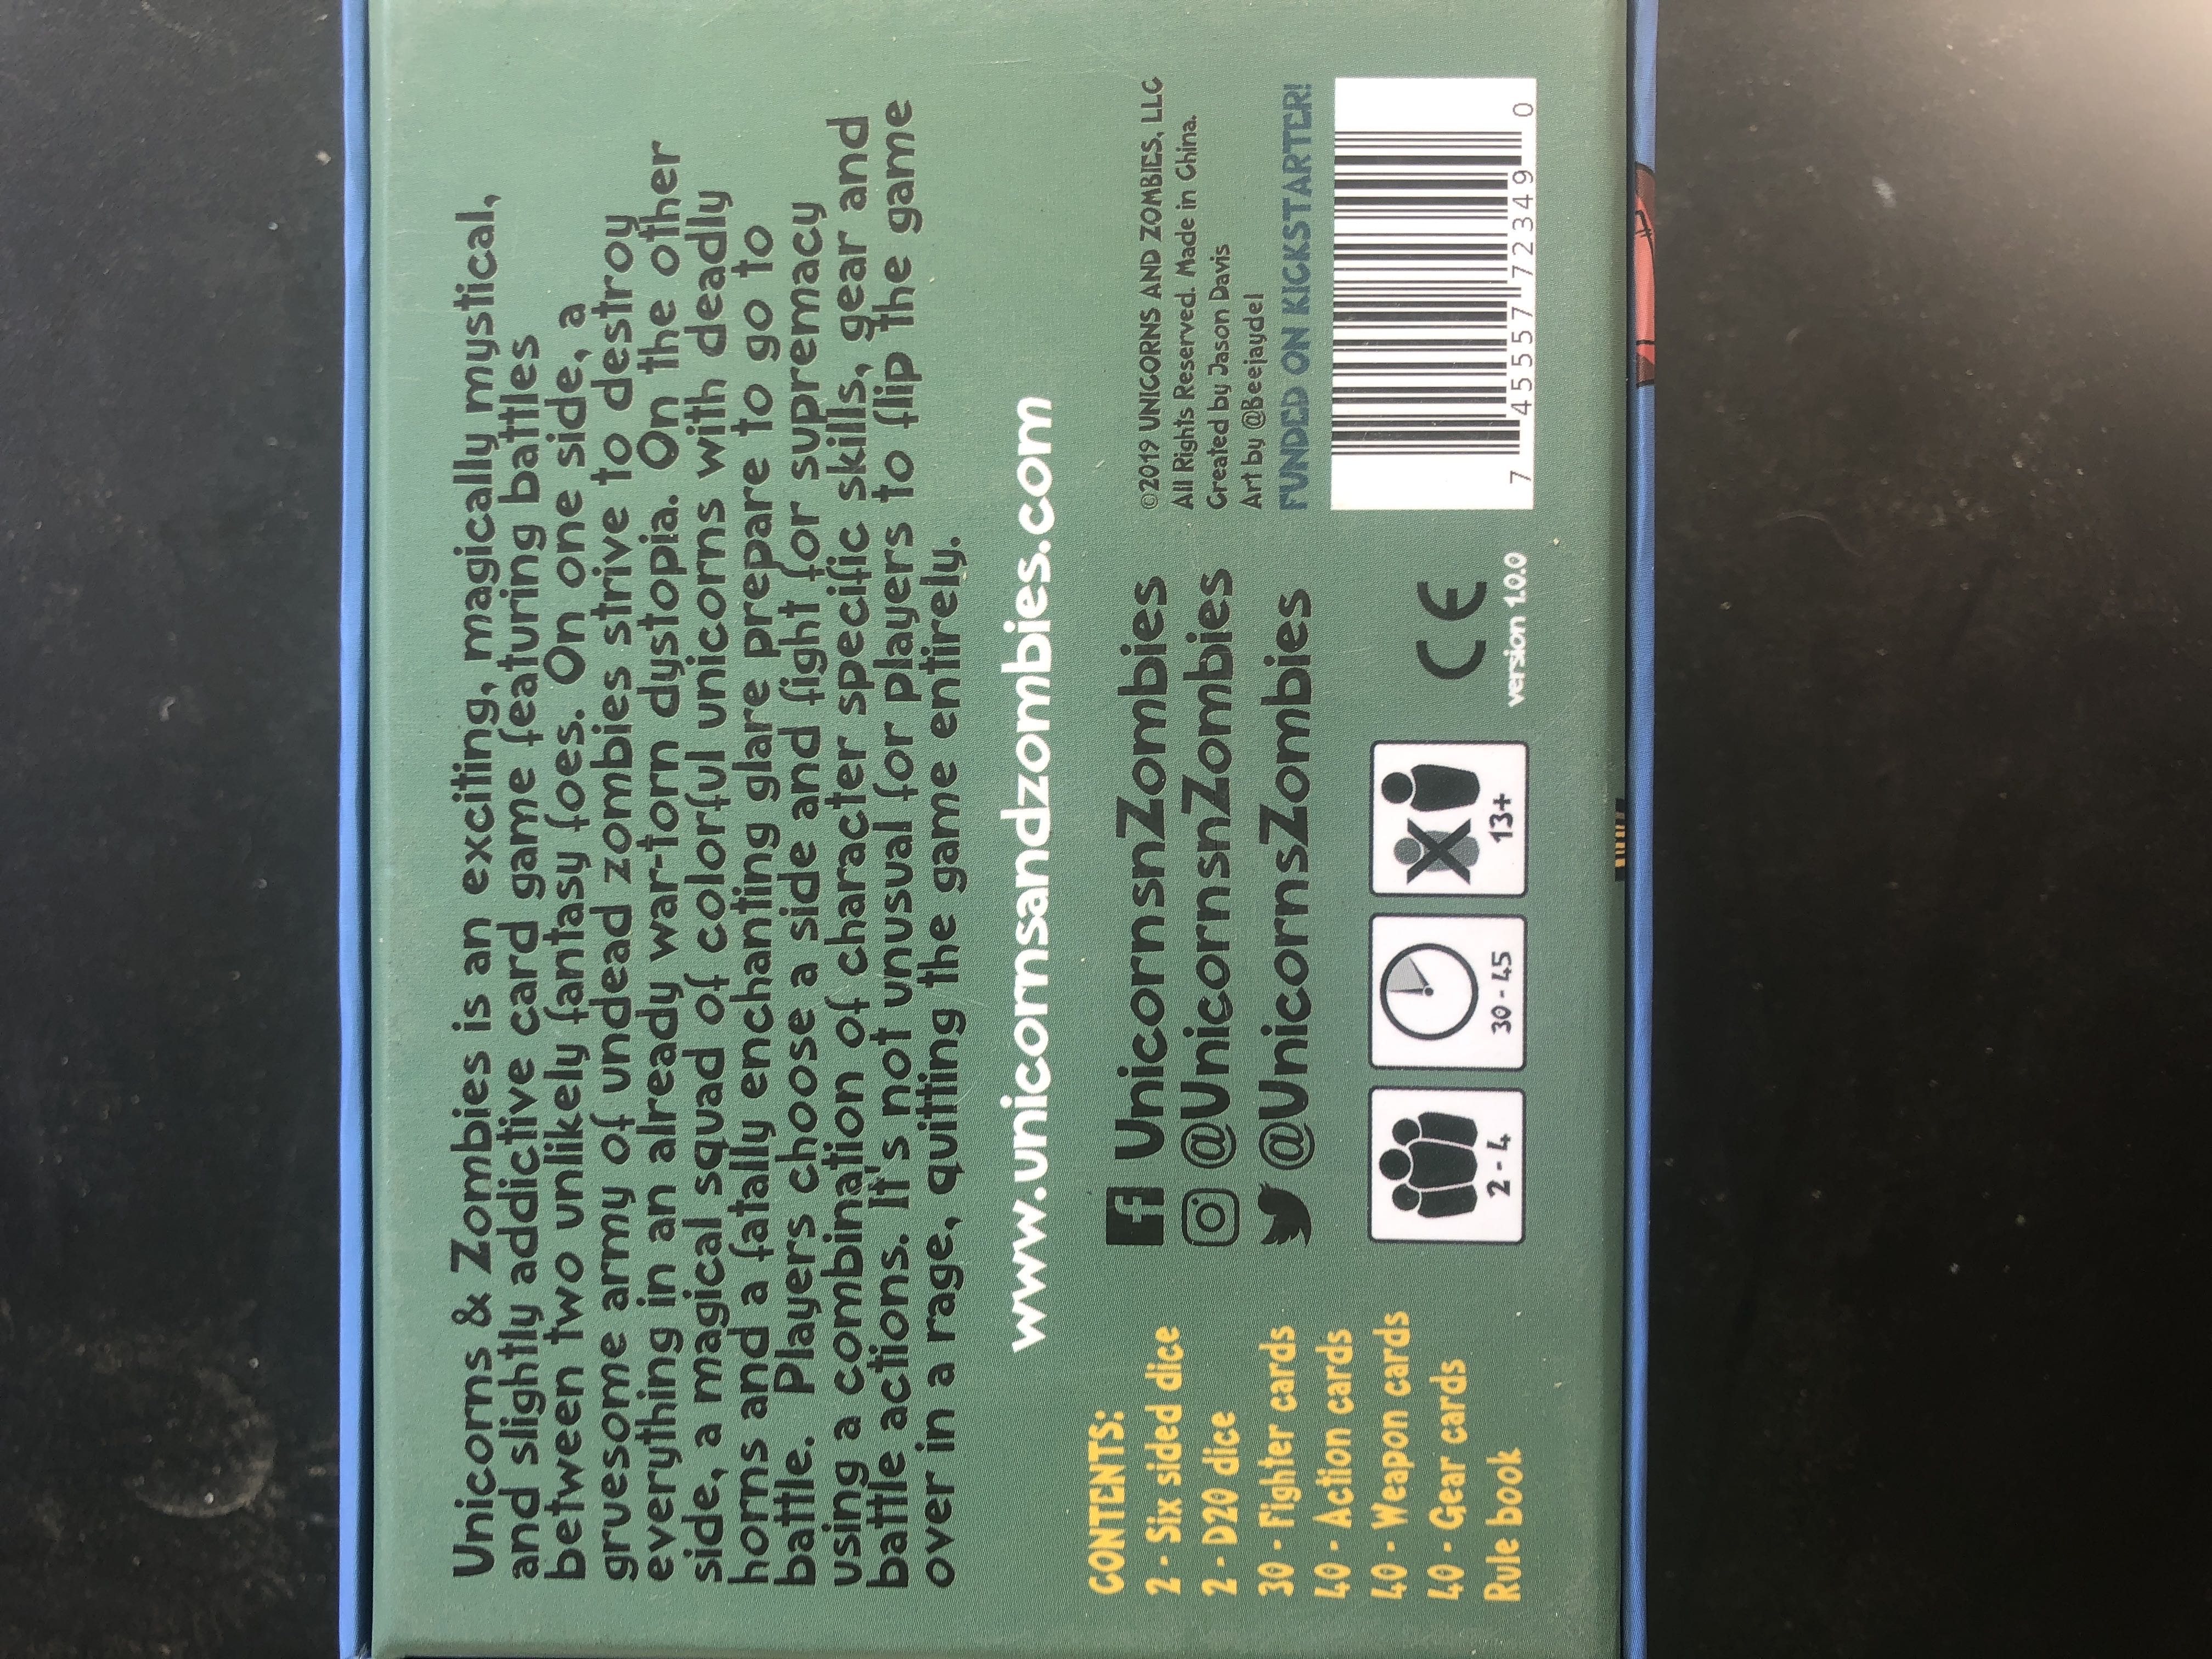 Unicorns & Zombies is an exciting, magically mystical,
and slightly addictive card game featuring battles
between two unlikely fantasy foes. On one side, a
gruesome army of undead zombies strive to destroy
everything in an already war-torn dystopia. On the other
side, a magical squad of colorful unicorns with deadly
horns and a fatally enchanting glare prepare to go to
battle. Players choose a side and fight for supremacy
using a combination of character specific skills, gear and
battle actions. It's not unusual for players to flip the game
over in a rage, quitting the game entirely.
www.unicornsandzombies.com
CONTENTS:
2 - Six sided dice
2 - D20 dice
30 - Fighter cards
40 - Action cards
40 - Weapon cards
40 - Gear cards
Rule book
UnicornsnZombies
@UnicornsnZombies
@UnicornsZombies
2 - 4
30 - 45
13+
CE
version 1.0.0
©2019 UNICORNS AND ZOMBIES, LLC
All Rights Reserved. Made in China.
Created by Jason Davis
Art by @Beejaydel
FUNDED ON KICKSTARTER!
7 45557 72349 0